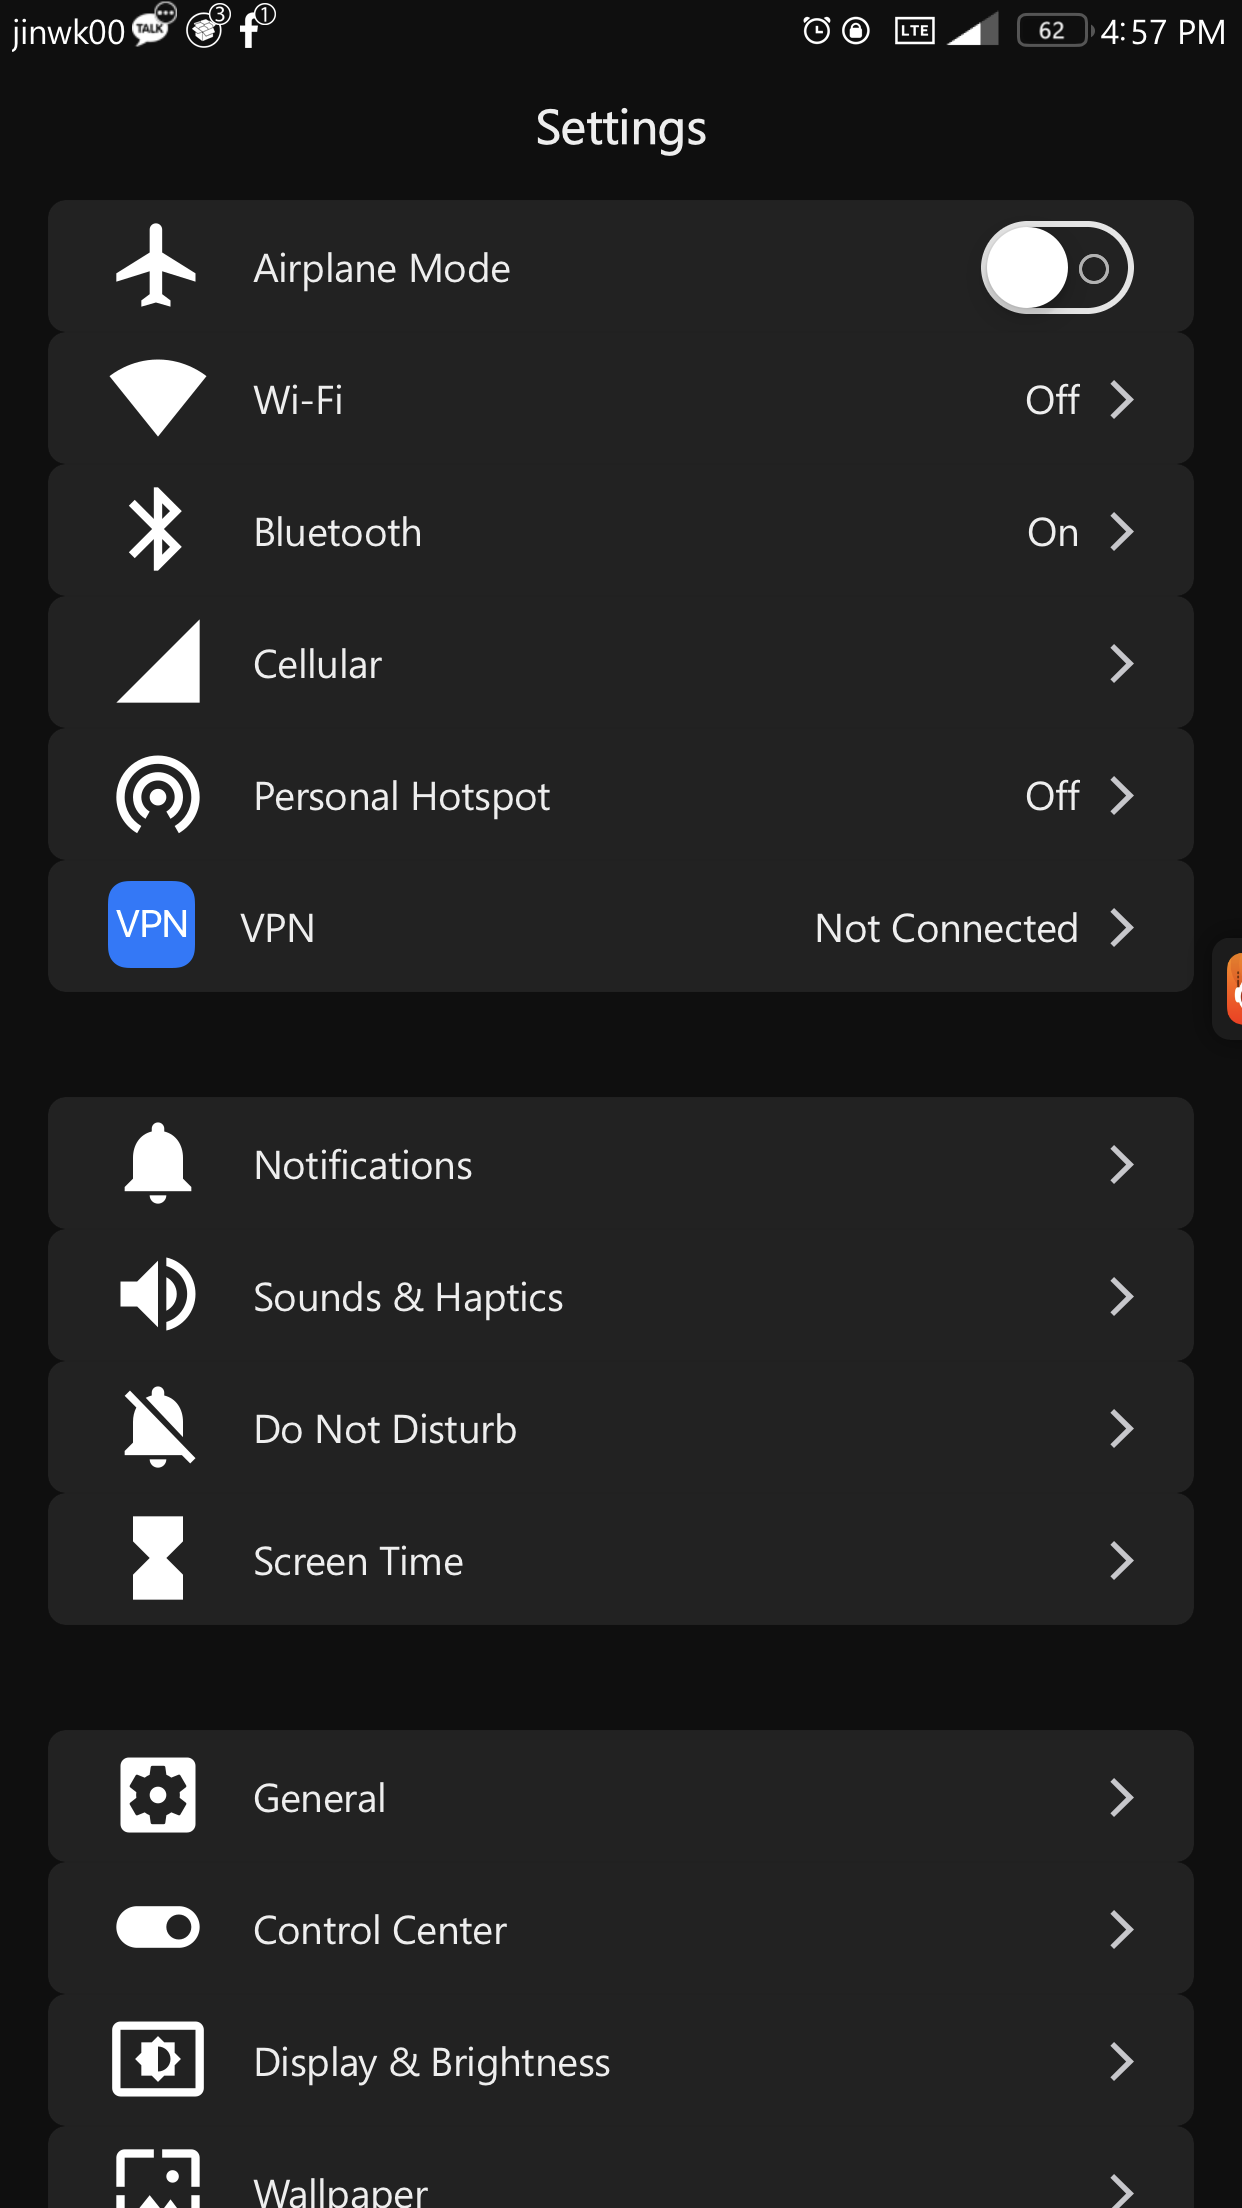 jinwk00 TALK 3 1 LTE 62 4:57 PM
Settings
Airplane Mode
Wi-Fi Off
Bluetooth On
Cellular
Personal Hotspot Off
VPN VPN Not Connected
Notifications
Sounds & Haptics
Do Not Disturb
Screen Time
General
Control Center
Display & Brightness
Wallpaper